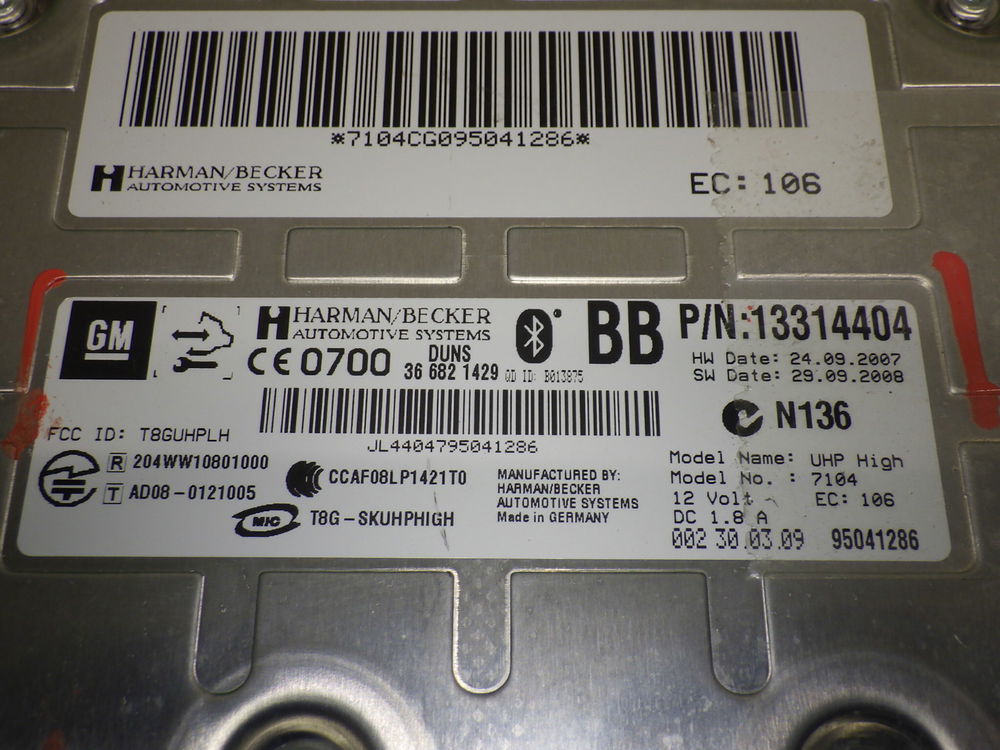 *7104CG095041286*
HARMAN/BECKER
AUTOMOTIVE SYSTEMS
EC: 106
GM
HARMAN/BECKER
AUTOMOTIVE SYSTEMS
CE 0700
DUNS
36 682 1429
QD ID: B013875
BB
P/N:13314404
HW Date: 24.09.2007
SW Date: 29.09.2008
N136
JL4404795041286
FCC ID: T8GUHPLH
R 204WW10801000
T AD08-0121005
CCAF08LP1421T0
MIC T8G-SKUHPHIGH
MANUFACTURED BY:
HARMAN/BECKER
AUTOMOTIVE SYSTEMS
Made in GERMANY
Model Name: UHP High
Model No. : 7104
12 Volt EC: 106
DC 1.8 A
002 30.03.09 95041286